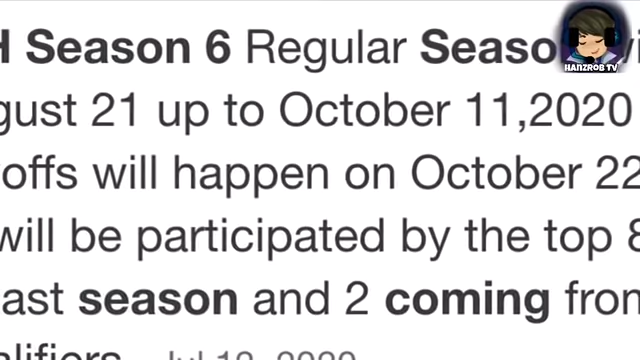 H Season 6 Regular Seaso
HANZROB TV
gust 21 up to October 11,2020
offs will happen on October 22
will be participated by the top 8
ast season and 2 coming from
alifiers